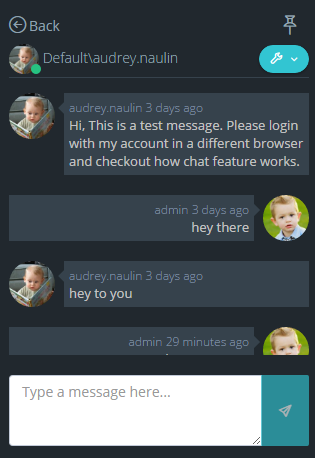 Back
Default\audrey.naulin
audrey.naulin 3 days ago
Hi, This is a test message. Please login
with my account in a different browser
and checkout how chat feature works.
admin 3 days ago
hey there
audrey.naulin 3 days ago
hey to you
admin 29 minutes ago
Type a message here...